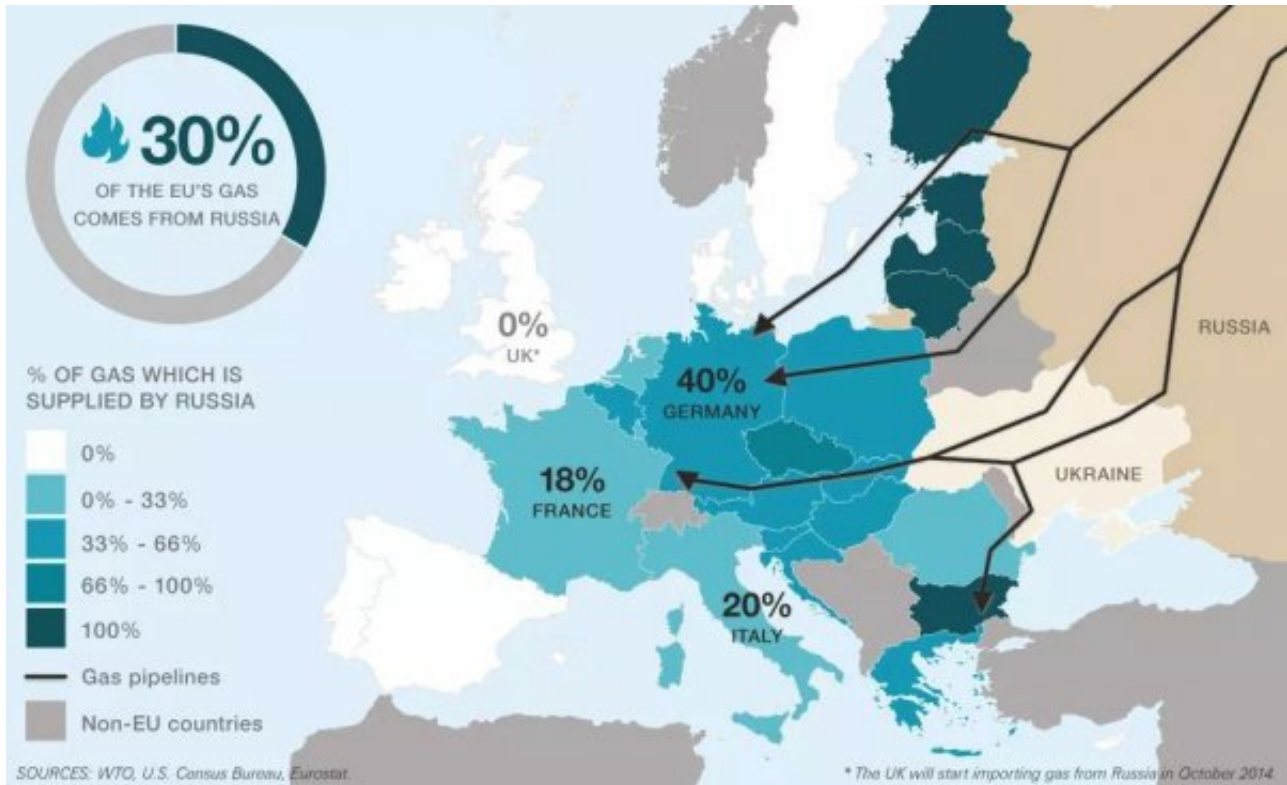 30%
OF THE EU'S GAS
COMES FROM RUSSIA
% OF GAS WHICH IS
SUPPLIED BY RUSSIA
0%
0% - 33%
33% - 66%
66% - 100%
100%
Gas pipelines
Non-EU countries
0%
UK*
40%
GERMANY
18%
FRANCE
20%
ITALY
RUSSIA
UKRAINE
SOURCES: WTO, U.S. Census Bureau, Eurostat
* The UK will start importing gas from Russia in October 2014.